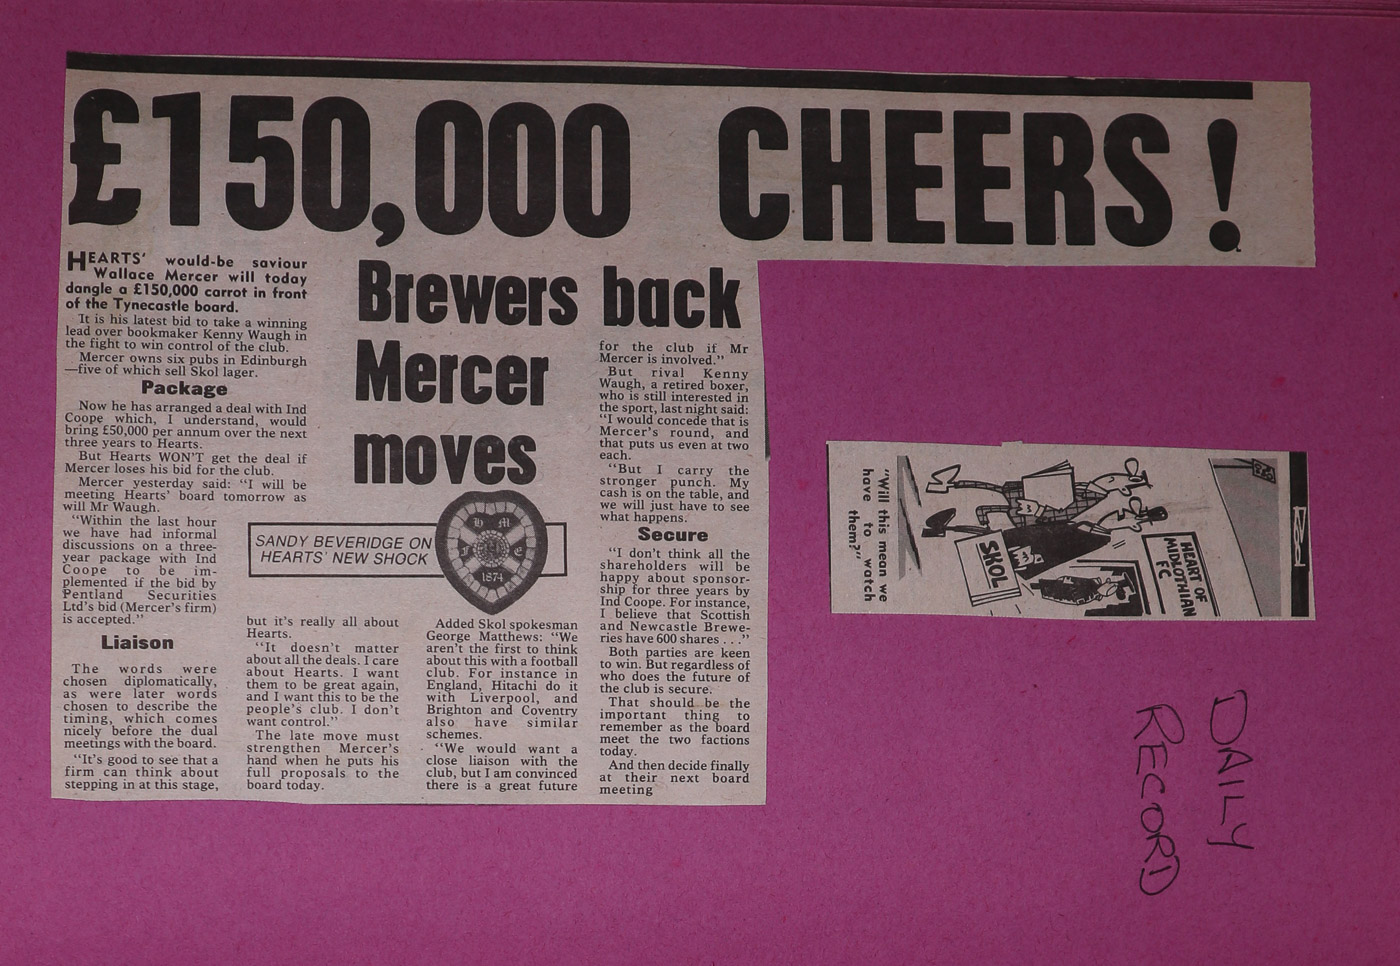 £150,000 CHEERS!
HEARTS' would-be saviour
Wallace Mercer will today
dangle a £150,000 carrot in front
of the Tynecastle board.
It is his latest bid to take a winning
lead over bookmaker Kenny Waugh in
the fight to win control of the club.
Mercer owns six pubs in Edinburgh
—five of which sell Skol lager.
Package
Now he has arranged a deal with Ind
Coope which, I understand, would
bring £50,000 per annum over the next
three years to Hearts.
But Hearts WON'T get the deal if
Mercer loses his bid for the club.
Mercer yesterday said: "I will be
meeting Hearts' board tomorrow as
will Mr Waugh.
"Within the last hour
we have had informal
discussions on a three-
year package with Ind
Coope to be im-
plemented if the bid by
Pentland Securities
Ltd's bid (Mercer's firm)
is accepted."
Liaison
The words were
chosen diplomatically,
as were later words
chosen to describe the
timing, which comes
nicely before the dual
meetings with the board.
"It's good to see that a
firm can think about
stepping in at this stage,
Brewers back
Mercer
moves
SANDY BEVERIDGE ON
HEARTS' NEW SHOCK
H M
F H C
1874
but it's really all about
Hearts.
"It doesn't matter
about all the deals. I care
about Hearts. I want
them to be great again,
and I want this to be the
people's club. I don't
want control."
The late move must
strengthen Mercer's
hand when he puts his
full proposals to the
board today.
Added Skol spokesman
George Matthews: "We
aren't the first to think
about this with a football
club. For instance in
England, Hitachi do it
with Liverpool, and
Brighton and Coventry
also have similar
schemes.
"We would want a
close liaison with the
club, but I am convinced
there is a great future
for the club if Mr
Mercer is involved."
But rival Kenny
Waugh, a retired boxer,
who is still interested in
the sport, last night said:
"I would concede that is
Mercer's round, and
that puts us even at two
each.
"But I carry the
stronger punch. My
cash is on the table, and
we will just have to see
what happens.
Secure
"I don't think all the
shareholders will be
happy about sponsor-
ship for three years by
Ind Coope. For instance,
I believe that Scottish
and Newcastle Brewe-
ries have 600 shares . . ."
Both parties are keen
to win. But regardless of
who does the future of
the club is secure.
That should be the
important thing to
remember as the board
meet the two factions
today.
And then decide finally
at their next board
meeting
HEART OF
MIDLOTHIAN
FC
SKOL
"Will this mean we
have to watch
them?"
DAILY
RECORD